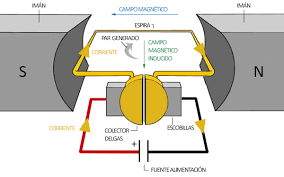 IMÁN
CAMPO MAGNÉTICO
IMÁN
ESPIRA
PAR GENERADO
CORRIENTE
CAMPO
MAGNÉTICO
INDUCIDO
S
N
CORRIENTE
COLECTOR
DELGAS
ESCOBILLAS
+
FUENTE ALIMENTACIÓN